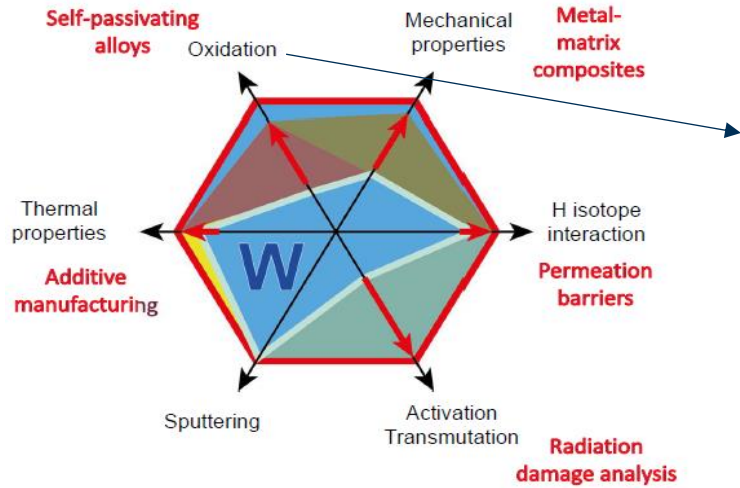 Self-passivating
alloys
Oxidation
Mechanical
properties
Metal-
matrix
composites
Thermal
properties
Additive
manufacturing
W
H isotope
interaction
Permeation
barriers
Sputtering
Activation
Transmutation
Radiation
damage analysis